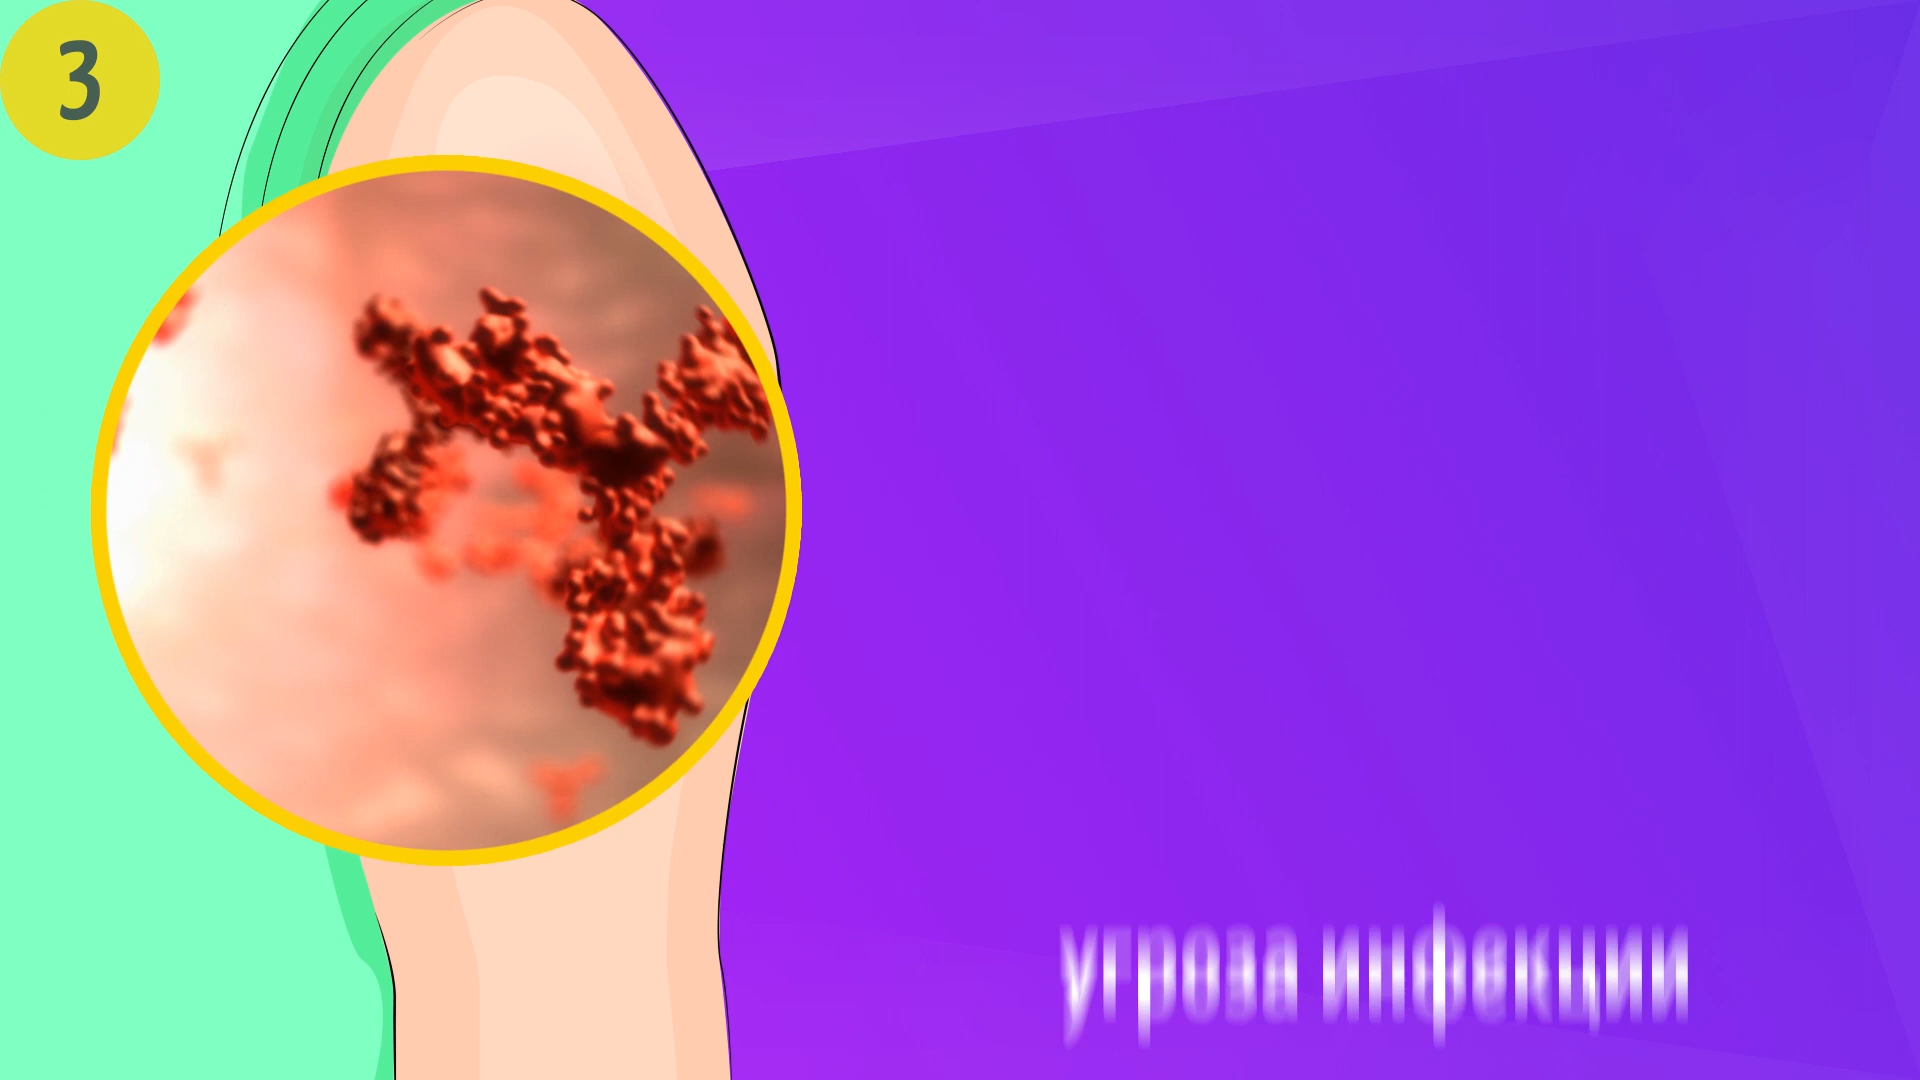 3
угроза инфекции